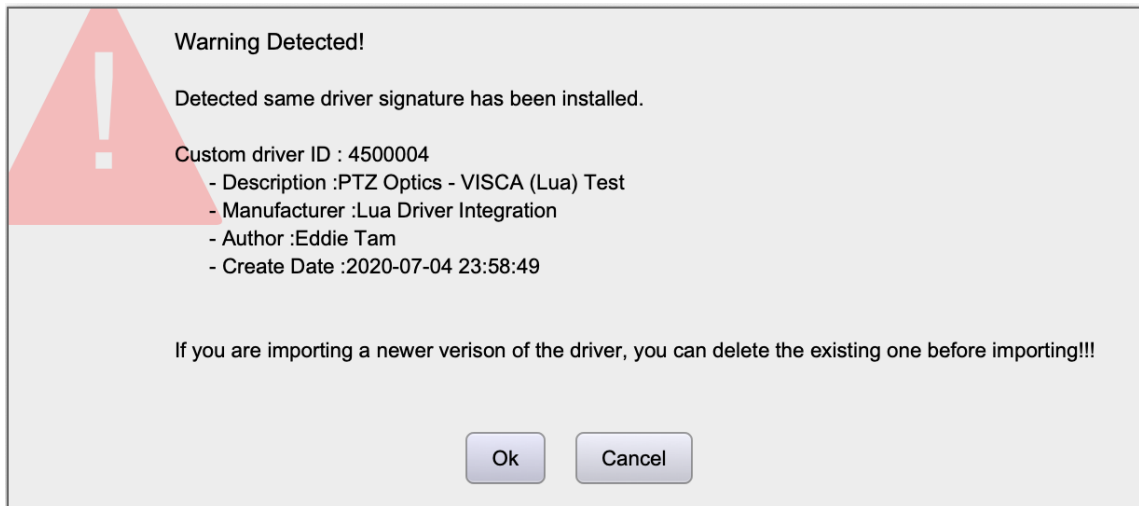 Warning Detected!
Detected same driver signature has been installed.
Custom driver ID : 4500004
- Description :PTZ Optics - VISCA (Lua) Test
- Manufacturer :Lua Driver Integration
- Author :Eddie Tam
- Create Date :2020-07-04 23:58:49
If you are importing a newer verison of the driver, you can delete the existing one before importing!!!
Ok Cancel